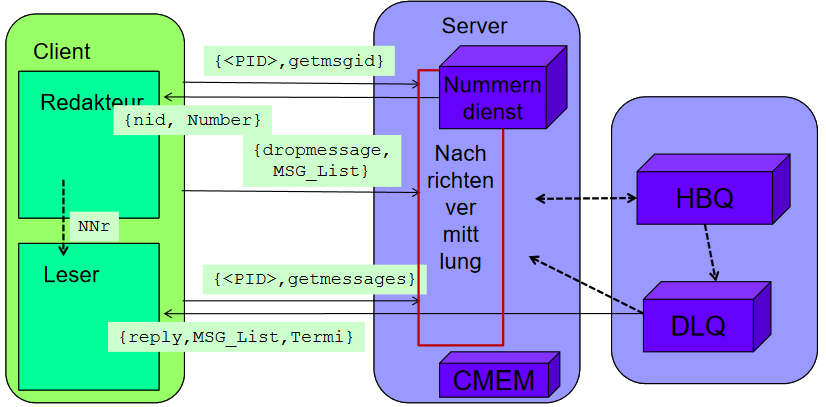 Server
Client
{<PID>,getmsgid}
Redakteur
Nummern
dienst
{nid, Number}
{dropmessage,
MSG_List}
Nach
richten
ver
mitt
lung
HBQ
NNr
Leser
{<PID>,getmessages}
DLQ
{reply,MSG_List,Termi}
CMEM